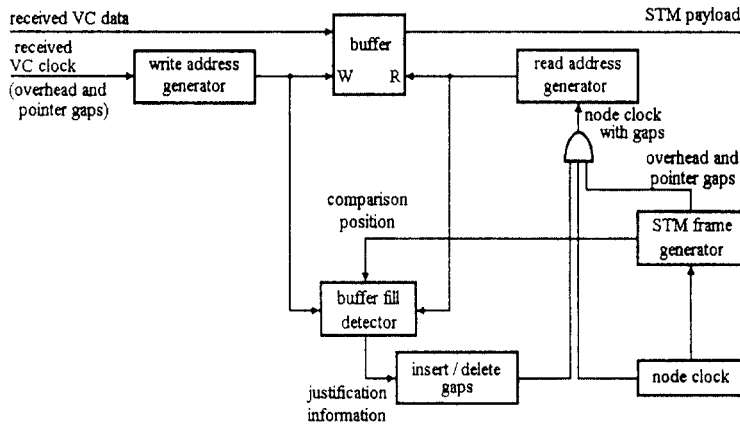 received VC data
STM payload
received
VC clock
(overhead and
pointer gaps)
write address
generator
buffer
W
R
read address
generator
node clock
with gaps
overhead and
pointer gaps
comparison
position
STM frame
generator
buffer fill
detector
insert / delete
gaps
node clock
justification
information